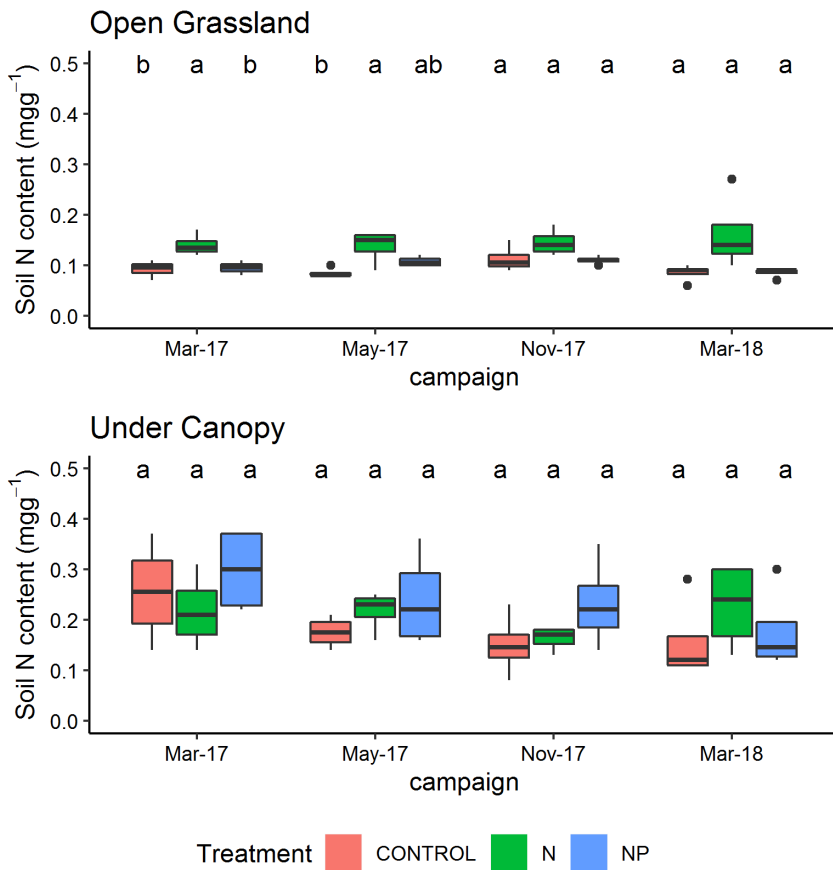 Open Grassland
Soil N content (mgg⁻¹)
0.5
0.4
0.3
0.2
0.1
0.0
b a b b a ab a a a a a a
Mar-17 May-17 Nov-17 Mar-18
campaign
Under Canopy
Soil N content (mgg⁻¹)
0.5
0.4
0.3
0.2
0.1
0.0
a a a a a a a a a a a a
Mar-17 May-17 Nov-17 Mar-18
campaign
Treatment CONTROL N NP